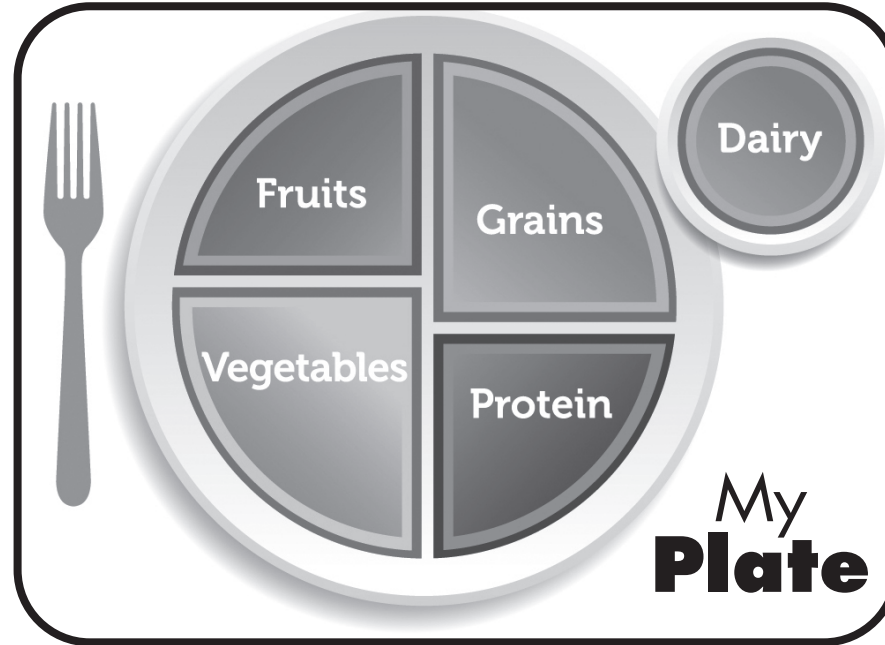 Fruits
Grains
Dairy
Vegetables
Protein
My
Plate